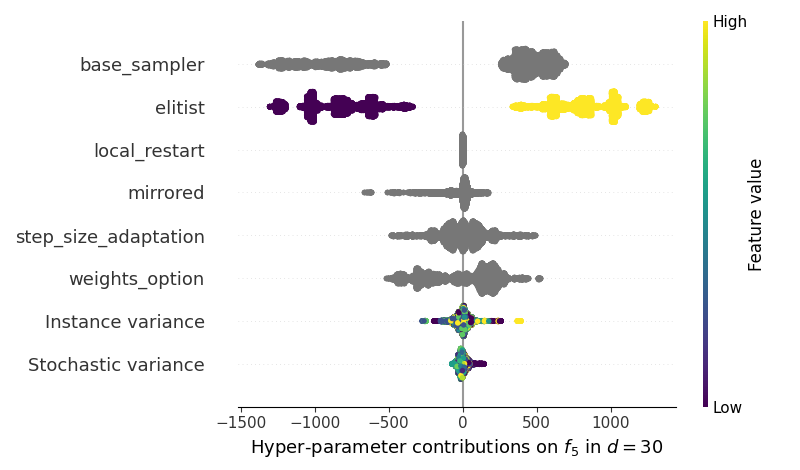 base_sampler
elitist
local_restart
mirrored
step_size_adaptation
weights_option
Instance variance
Stochastic variance
−1500 −1000 −500 0 500 1000
Hyper-parameter contributions on f₅ in d = 30
High
Feature value
Low